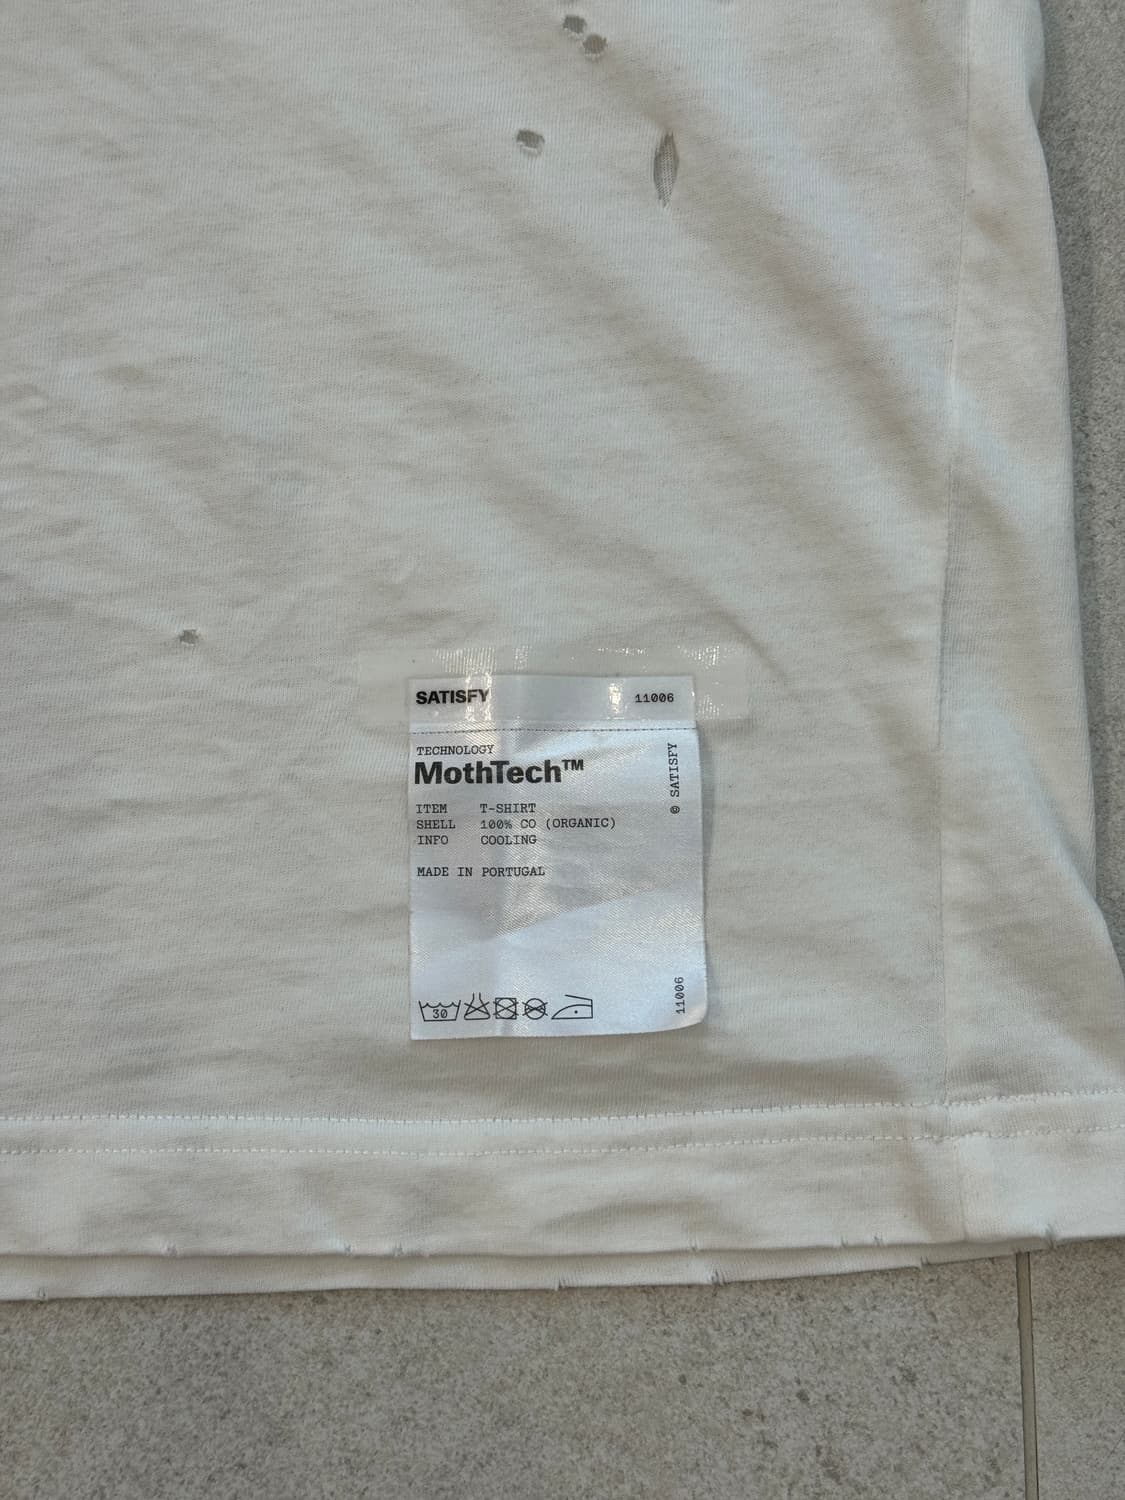 SATISFY 11006
TECHNOLOGY
MothTech™
ITEM T-SHIRT
SHELL 100% CO (ORGANIC)
INFO COOLING
MADE IN PORTUGAL
© SATISFY
30
11006